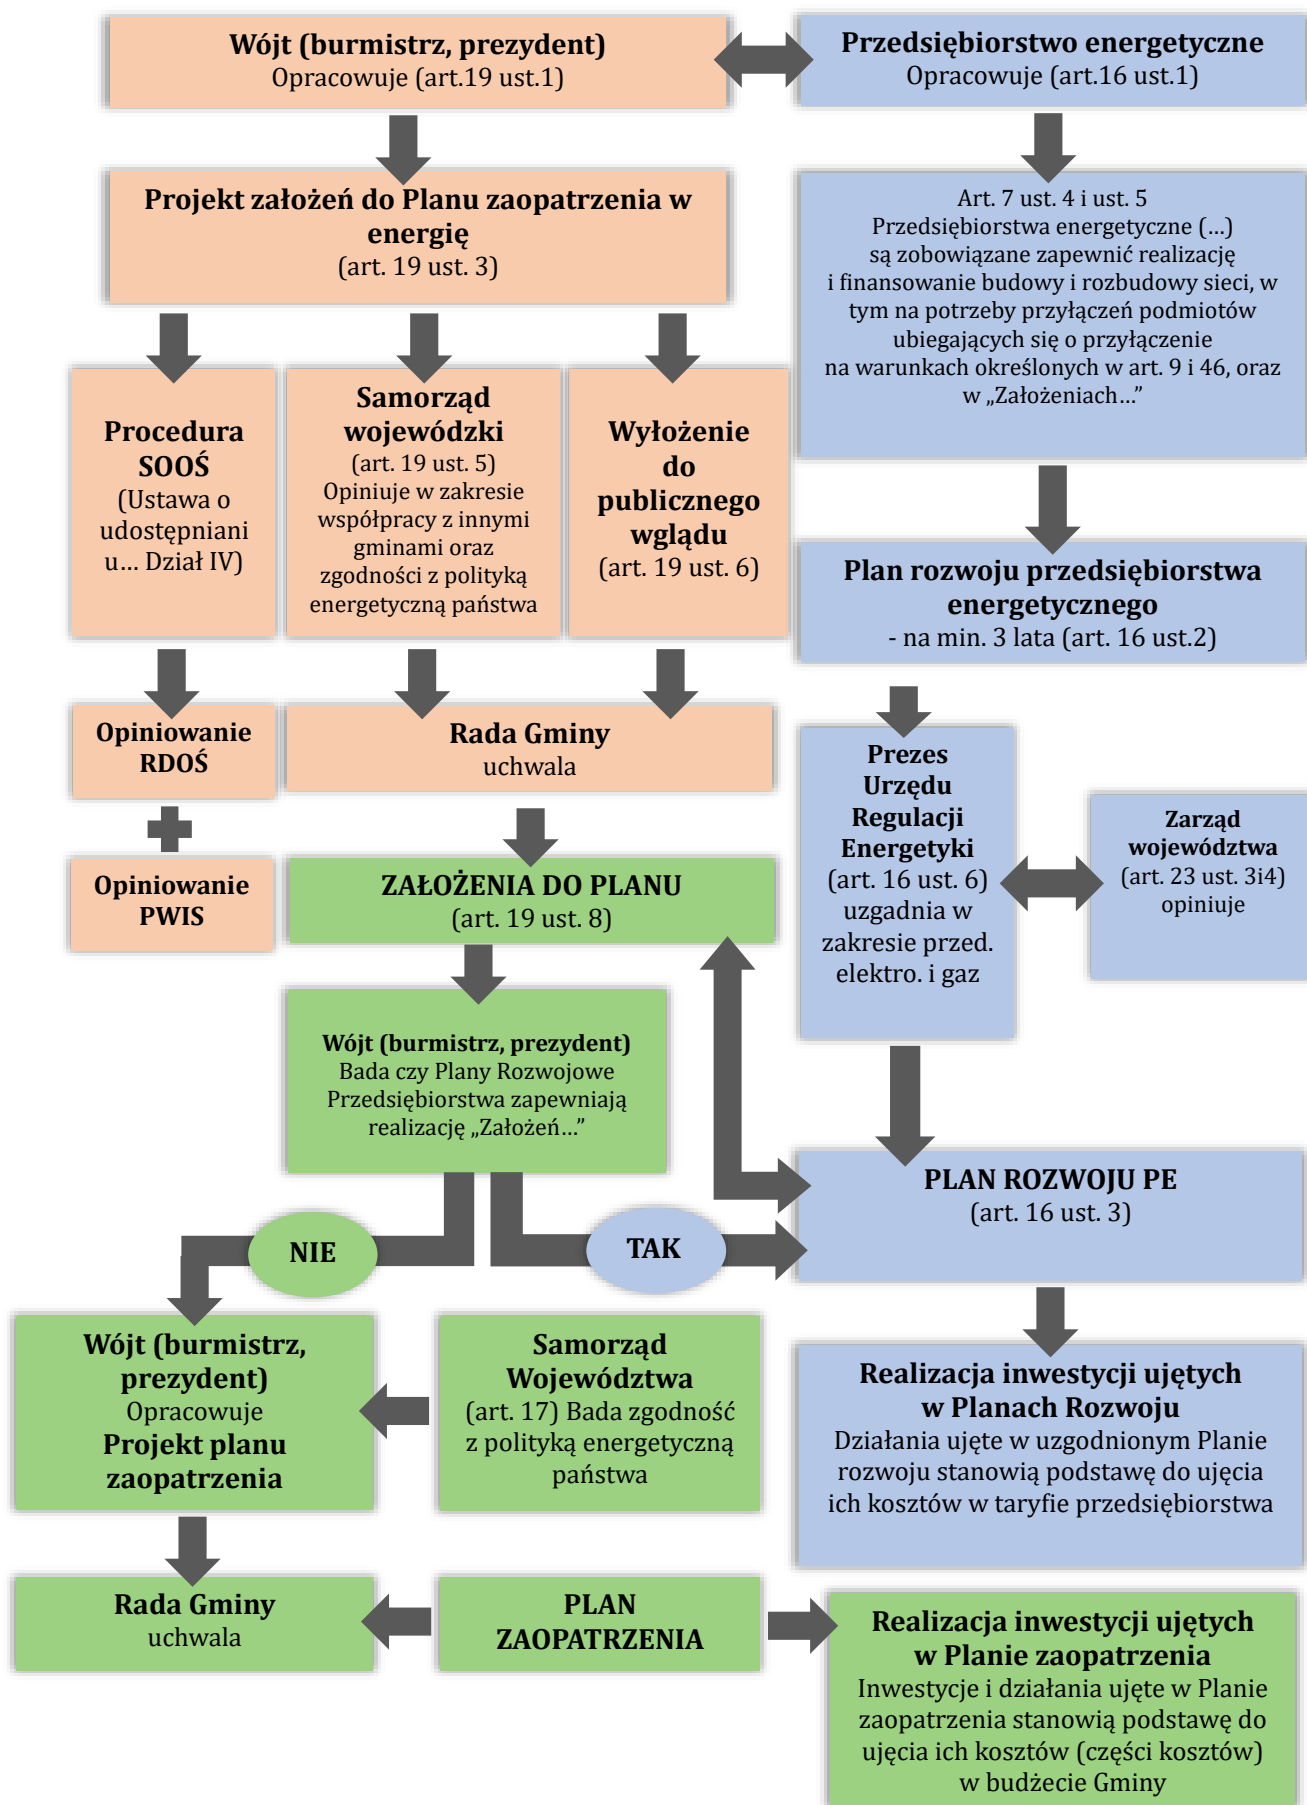 Wójt (burmistrz, prezydent)
Opracowuje (art.19 ust.1)
Przedsiębiorstwo energetyczne
Opracowuje (art.16 ust.1)
Projekt założeń do Planu zaopatrzenia w
energię
(art. 19 ust. 3)
Art. 7 ust. 4 i ust. 5
Przedsiębiorstwa energetyczne (…)
są zobowiązane zapewnić realizację
i finansowanie budowy i rozbudowy sieci, w
tym na potrzeby przyłączeń podmiotów
ubiegających się o przyłączenie
na warunkach określonych w art. 9 i 46, oraz
w „Założeniach…”
Procedura
SOOŚ
(Ustawa o
udostępniani
u… Dział IV)
Samorząd
wojewódzki
(art. 19 ust. 5)
Opiniuje w zakresie
współpracy z innymi
gminami oraz
zgodności z polityką
energetyczną państwa
Wyłożenie
do
publicznego
wglądu
(art. 19 ust. 6)
Plan rozwoju przedsiębiorstwa
energetycznego
- na min. 3 lata (art. 16 ust.2)
Opiniowanie
RDOŚ
Rada Gminy
uchwala
Prezes
Urzędu
Regulacji
Energetyki
(art. 16 ust. 6)
uzgadnia w
zakresie przed.
elektro. i gaz
Zarząd
województwa
(art. 23 ust. 3i4)
opiniuje
Opiniowanie
PWIS
ZAŁOŻENIA DO PLANU
(art. 19 ust. 8)
Wójt (burmistrz, prezydent)
Bada czy Plany Rozwojowe
Przedsiębiorstwa zapewniają
realizację „Założeń…”
PLAN ROZWOJU PE
(art. 16 ust. 3)
NIE
TAK
Wójt (burmistrz,
prezydent)
Opracowuje
Projekt planu
zaopatrzenia
Samorząd
Województwa
(art. 17) Bada zgodność
z polityką energetyczną
państwa
Realizacja inwestycji ujętych
w Planach Rozwoju
Działania ujęte w uzgodnionym Planie
rozwoju stanowią podstawę do ujęcia
ich kosztów w taryfie przedsiębiorstwa
Rada Gminy
uchwala
PLAN
ZAOPATRZENIA
Realizacja inwestycji ujętych
w Planie zaopatrzenia
Inwestycje i działania ujęte w Planie
zaopatrzenia stanowią podstawę do
ujęcia ich kosztów (części kosztów)
w budżecie Gminy